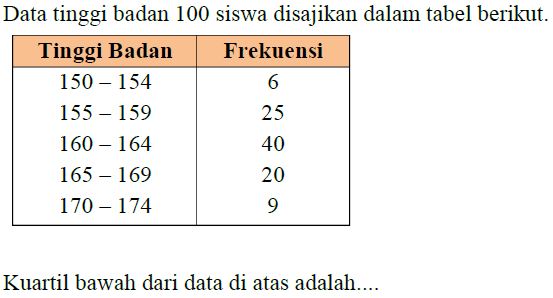 Data tinggi badan 100 siswa disajikan dalam tabel berikut.
Tinggi Badan Frekuensi
150 – 154 6
155 – 159 25
160 – 164 40
165 – 169 20
170 – 174 9
Kuartil bawah dari data di atas adalah....